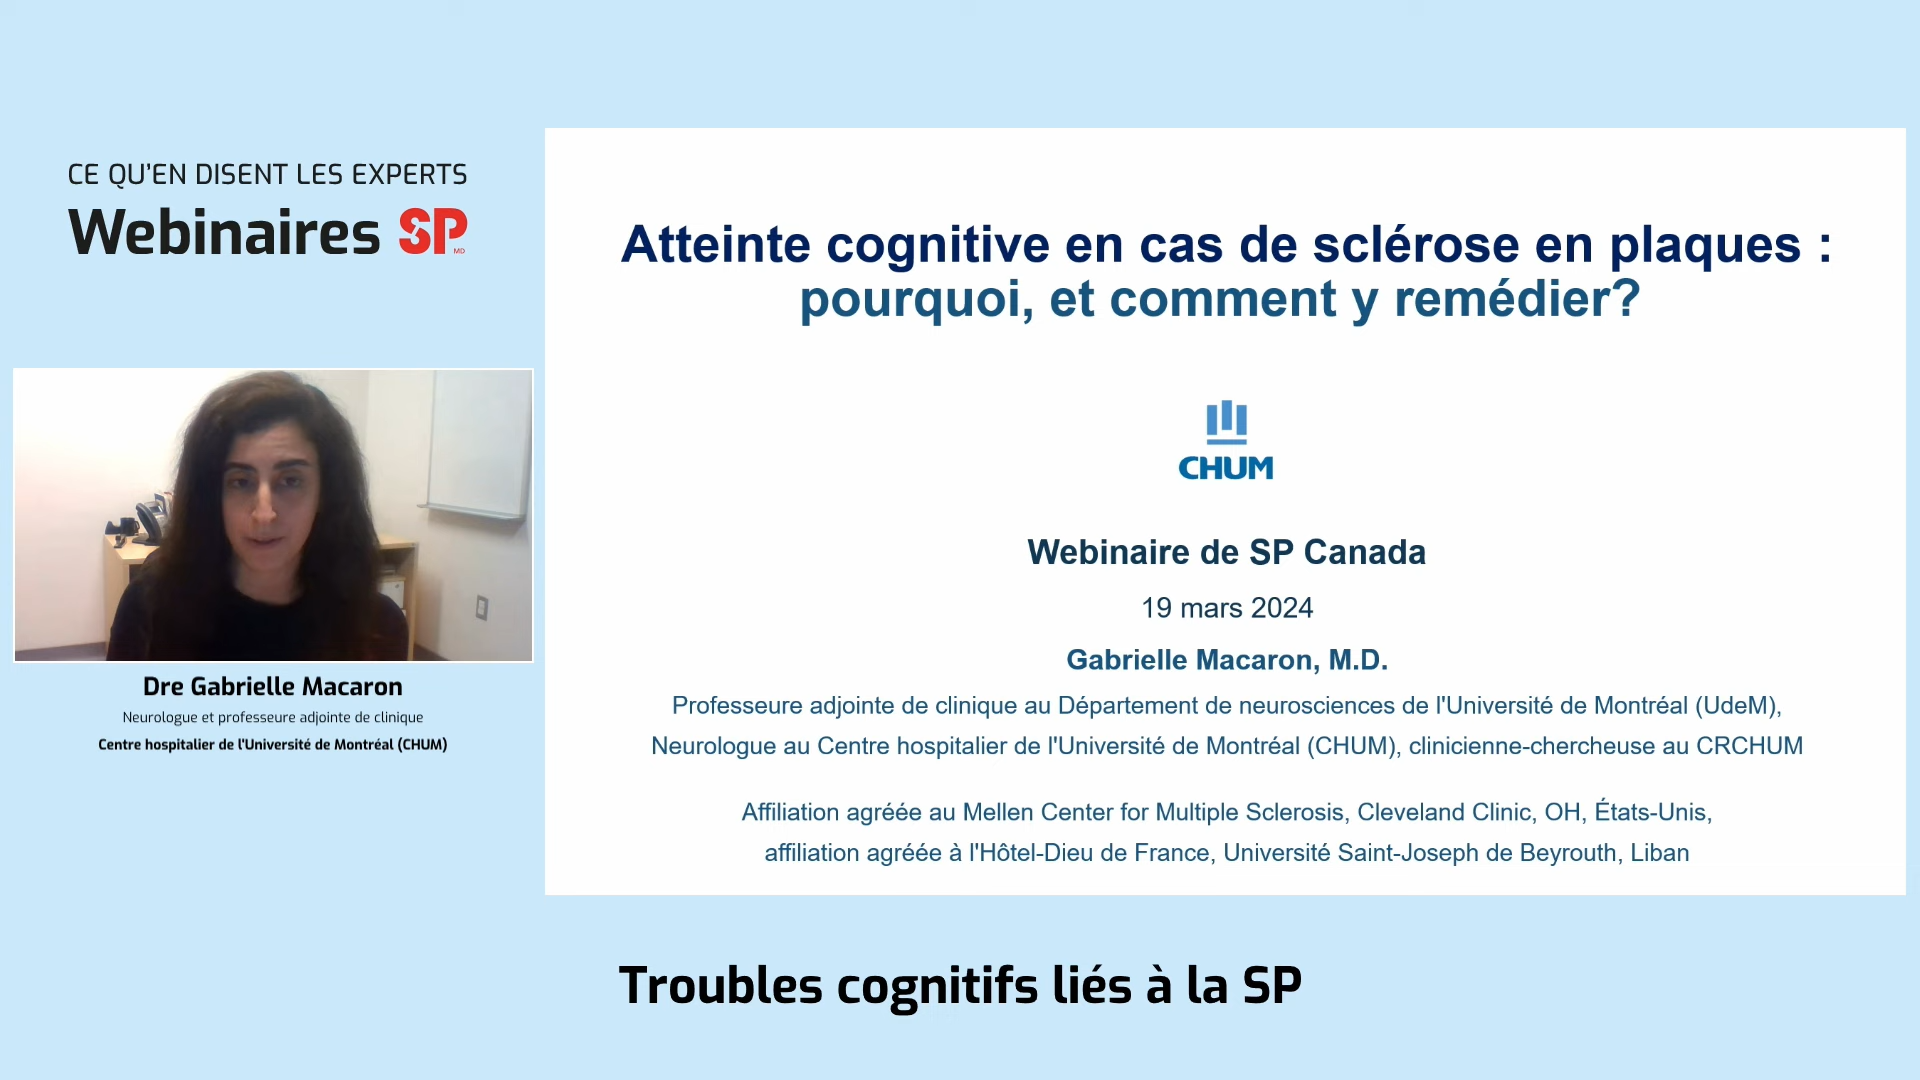 CE QU'EN DISENT LES EXPERTS
Webinaires SP MD
Dre Gabrielle Macaron
Neurologue et professeure adjointe de clinique
Centre hospitalier de l'Université de Montréal (CHUM)
Atteinte cognitive en cas de sclérose en plaques :
pourquoi, et comment y remédier?
CHUM
Webinaire de SP Canada
19 mars 2024
Gabrielle Macaron, M.D.
Professeure adjointe de clinique au Département de neurosciences de l'Université de Montréal (UdeM),
Neurologue au Centre hospitalier de l'Université de Montréal (CHUM), clinicienne-chercheuse au CRCHUM
Affiliation agréée au Mellen Center for Multiple Sclerosis, Cleveland Clinic, OH, États-Unis,
affiliation agréée à l'Hôtel-Dieu de France, Université Saint-Joseph de Beyrouth, Liban
Troubles cognitifs liés à la SP